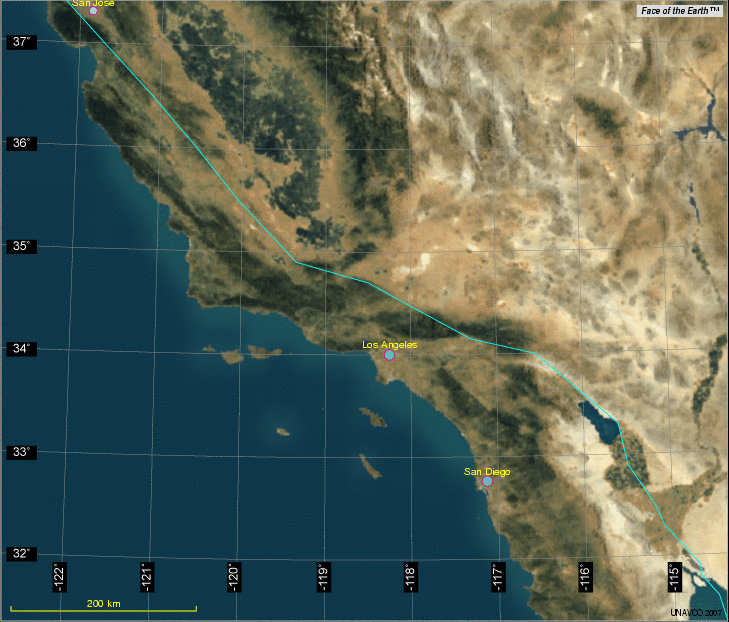 San Jose
Face of the Earth™
37°
36°
35°
34°
33°
32°
Los Angeles
San Diego
-122°
-121°
-120°
-119°
-118°
-117°
-116°
-115°
200 km
UNAVCO 2007